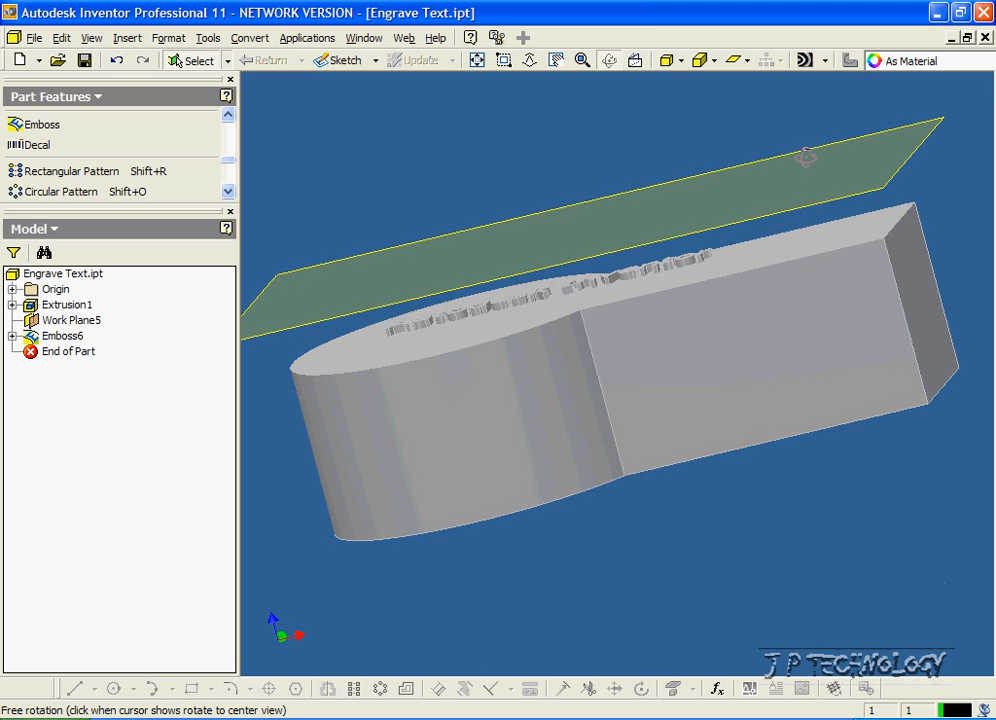 Autodesk Inventor Professional 11 - NETWORK VERSION - [Engrave Text.ipt]
File Edit View Insert Format Tools Convert Applications Window Web Help
Select Return Sketch Update As Material
Part Features
Emboss
Decal
Rectangular Pattern Shift+R
Circular Pattern Shift+O
Model
Engrave Text.ipt
Origin
Extrusion1
Work Plane5
Emboss6
End of Part
J P TECHNOLOGY
fx
Free rotation (click when cursor shows rotate to center view) 1 1